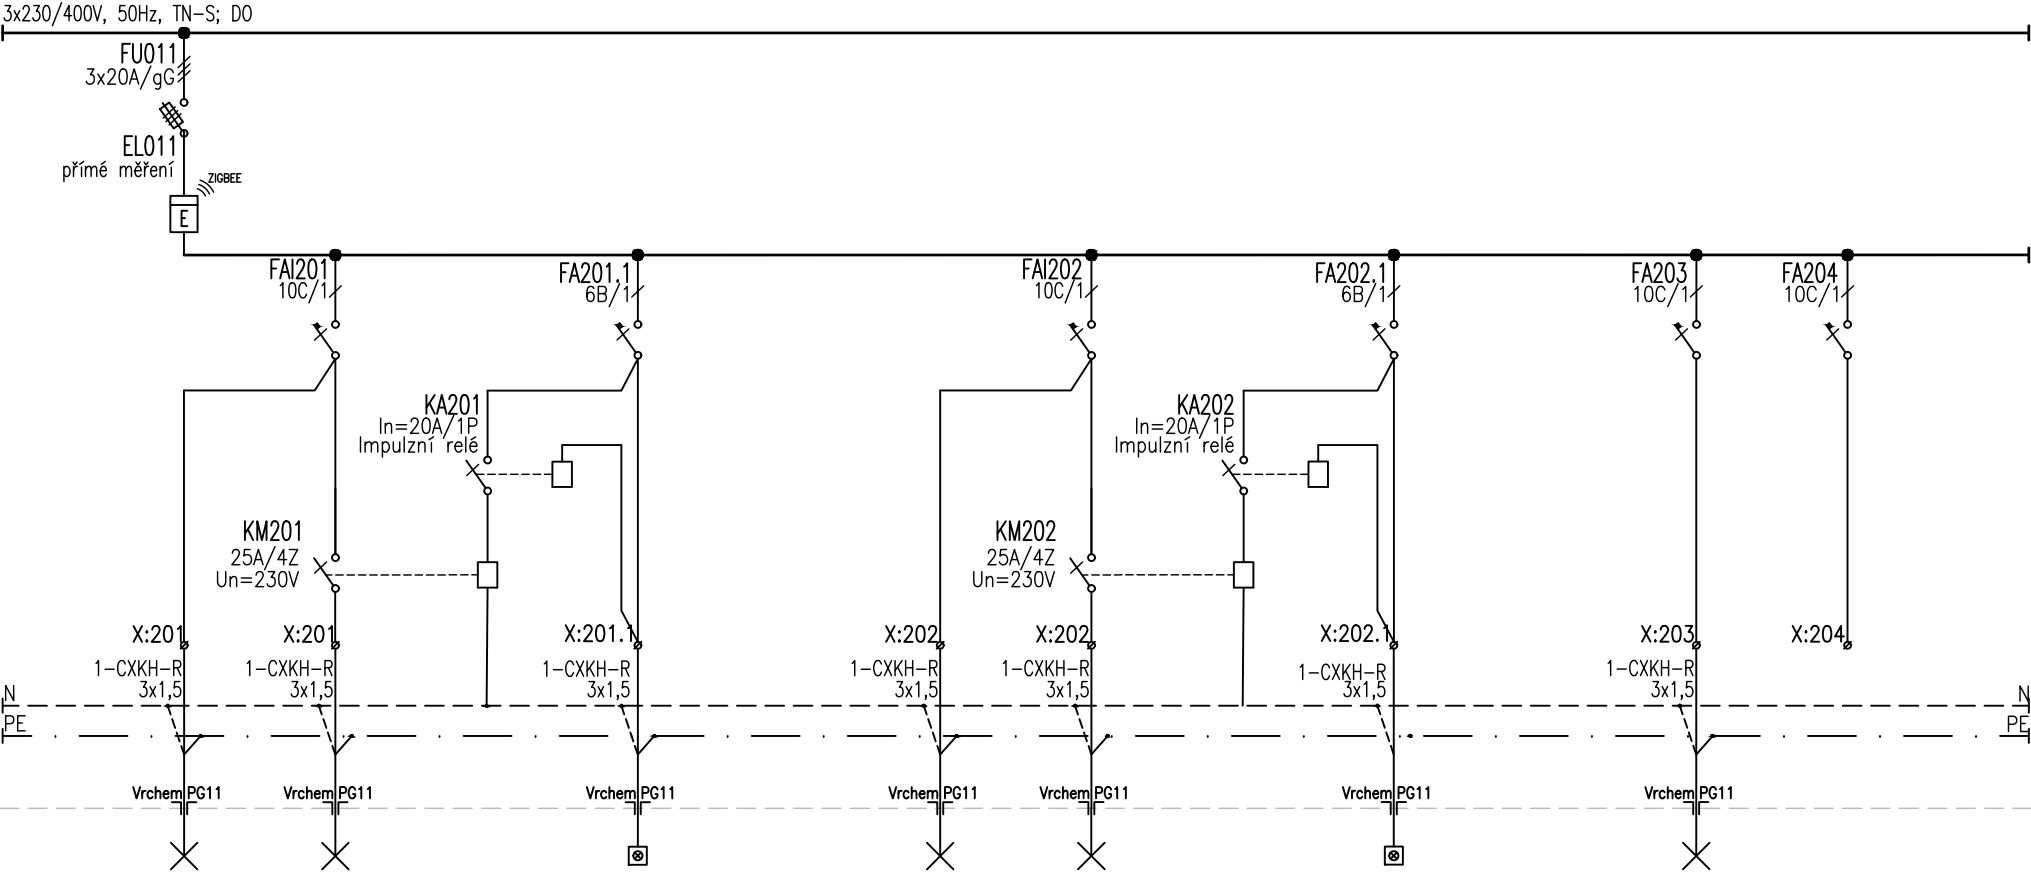 3x230/400V, 50Hz, TN-S; DO
FU011
3x20A/gG
EL011
přímé měření
ZIGBEE
E
FAI201
10C/1
FA201.1
6B/1
FAI202
10C/1
FA202.1
6B/1
FA203
10C/1
FA204
10C/1
KA201
In=20A/1P
Impulzní relé
KA202
In=20A/1P
Impulzní relé
KM201
25A/4Z
Un=230V
KM202
25A/4Z
Un=230V
X:201
X:201
X:201.1
X:202
X:202
X:202.1
X:203
X:204
1-CXKH-R
3x1,5
1-CXKH-R
3x1,5
1-CXKH-R
3x1,5
1-CXKH-R
3x1,5
1-CXKH-R
3x1,5
1-CXKH-R
3x1,5
1-CXKH-R
3x1,5
N
N
PE
PE
Vrchem PG11
Vrchem PG11
Vrchem PG11
Vrchem PG11
Vrchem PG11
Vrchem PG11
Vrchem PG11